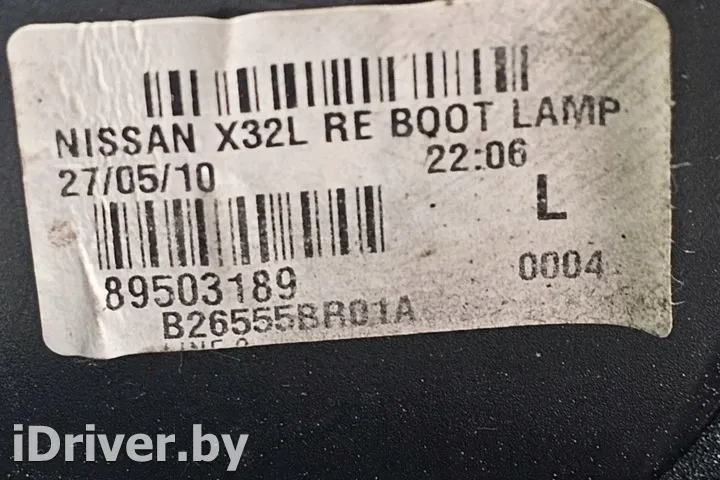 NISSAN X32L RE BOOT LAMP
27/05/10 22:06
L
89503189 0004
B26555BR01A
iDriver.by